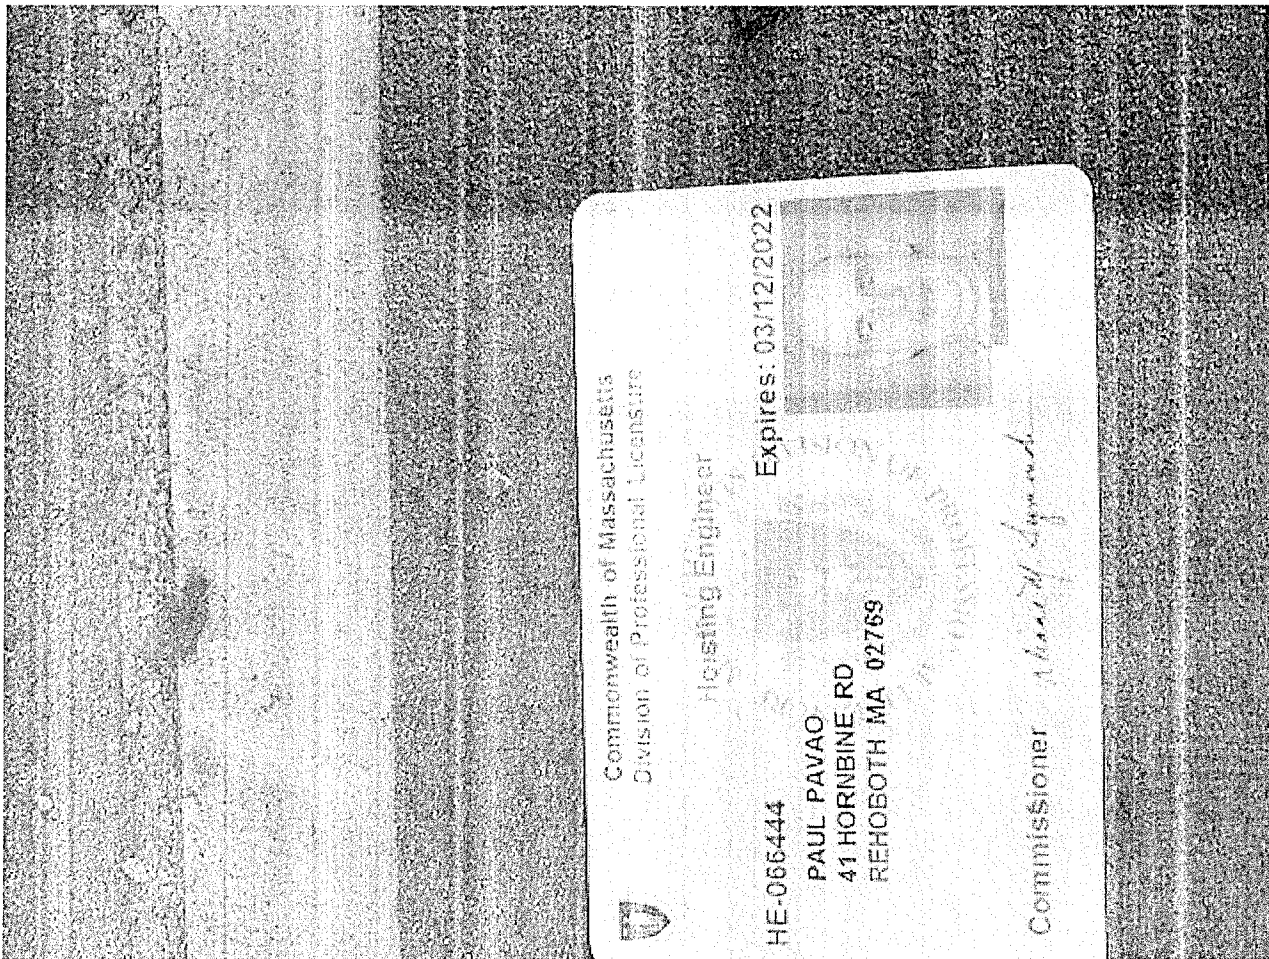 Commonwealth of Massachusetts
Division of Professional Licensure
Hoisting Engineer
HE-066444
Expires: 03/12/2022
PAUL PAVAO
41 HORNBINE RD
REHOBOTH MA 02769
Commissioner